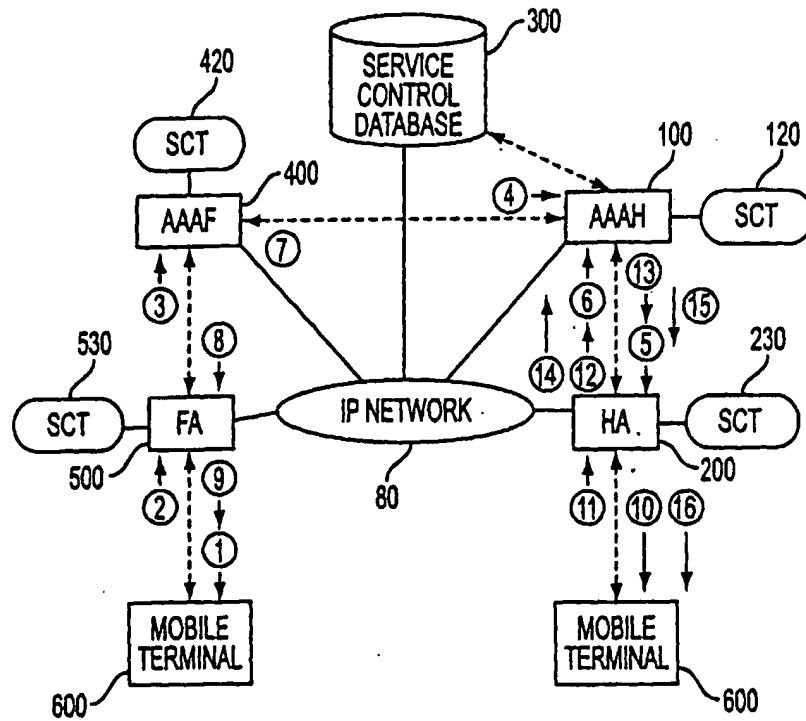 300
420
SERVICE
CONTROL
DATABASE
SCT
100
120
400
④
AAAF
AAAH
SCT
⑦
③
⑥
⑬
⑮
530
⑧
⑤
230
⑭
⑫
SCT
FA
IP NETWORK
HA
SCT
500
②
⑨
80
⑪
⑩
⑯
200
①
MOBILE
TERMINAL
MOBILE
TERMINAL
600
600